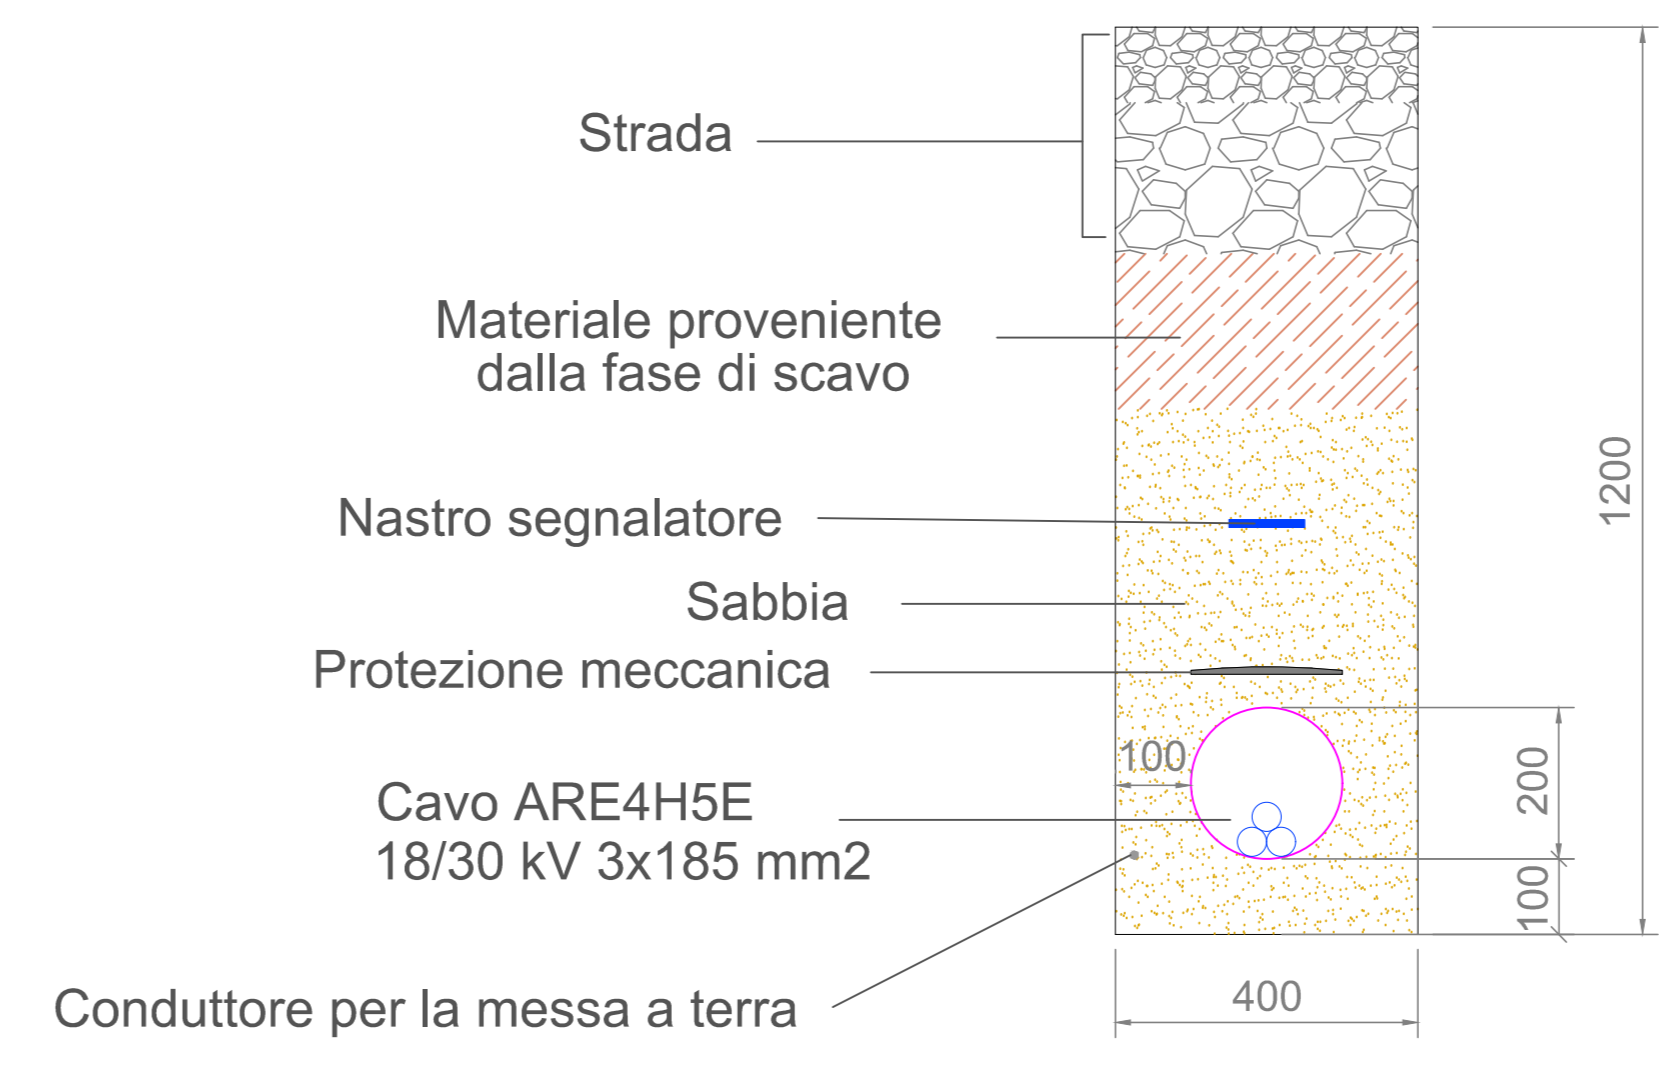 Strada
Materiale proveniente
dalla fase di scavo
1200
Nastro segnalatore
Sabbia
Protezione meccanica
100
200
Cavo ARE4H5E
18/30 kV 3x185 mm2
100
400
Conduttore per la messa a terra